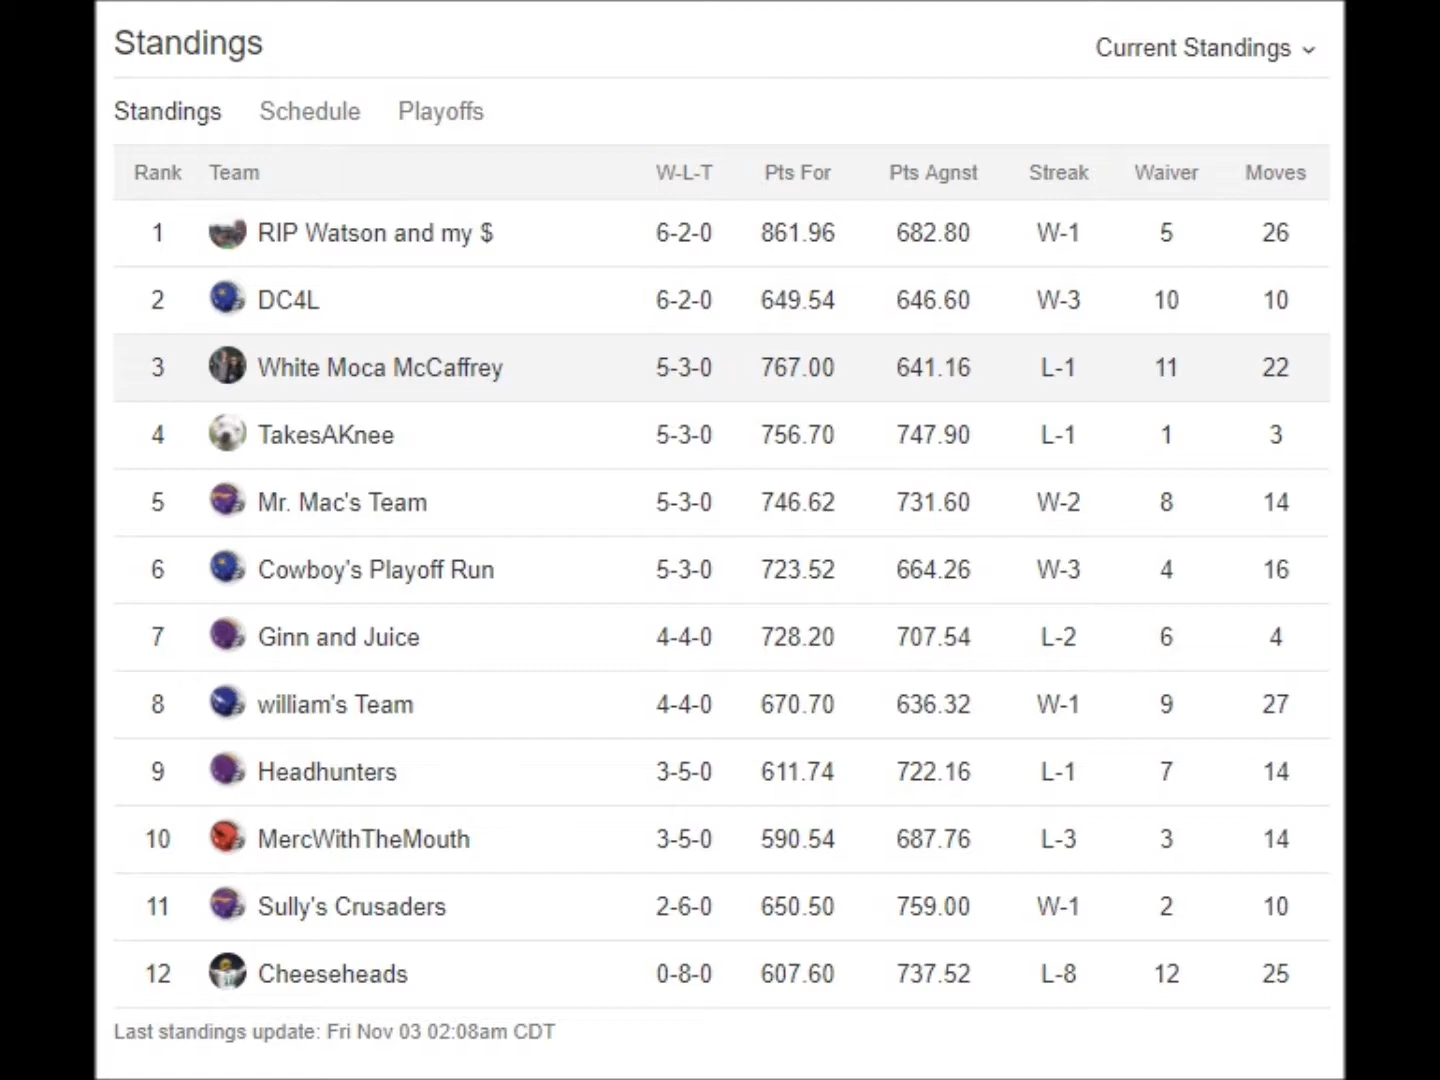 Standings
Current Standings
Standings Schedule Playoffs
Rank Team W-L-T Pts For Pts Agnst Streak Waiver Moves
1 RIP Watson and my $ 6-2-0 861.96 682.80 W-1 5 26
2 DC4L 6-2-0 649.54 646.60 W-3 10 10
3 White Moca McCaffrey 5-3-0 767.00 641.16 L-1 11 22
4 TakesAKnee 5-3-0 756.70 747.90 L-1 1 3
5 Mr. Mac's Team 5-3-0 746.62 731.60 W-2 8 14
6 Cowboy's Playoff Run 5-3-0 723.52 664.26 W-3 4 16
7 Ginn and Juice 4-4-0 728.20 707.54 L-2 6 4
8 william's Team 4-4-0 670.70 636.32 W-1 9 27
9 Headhunters 3-5-0 611.74 722.16 L-1 7 14
10 MercWithTheMouth 3-5-0 590.54 687.76 L-3 3 14
11 Sully's Crusaders 2-6-0 650.50 759.00 W-1 2 10
12 Cheeseheads 0-8-0 607.60 737.52 L-8 12 25
Last standings update: Fri Nov 03 02:08am CDT